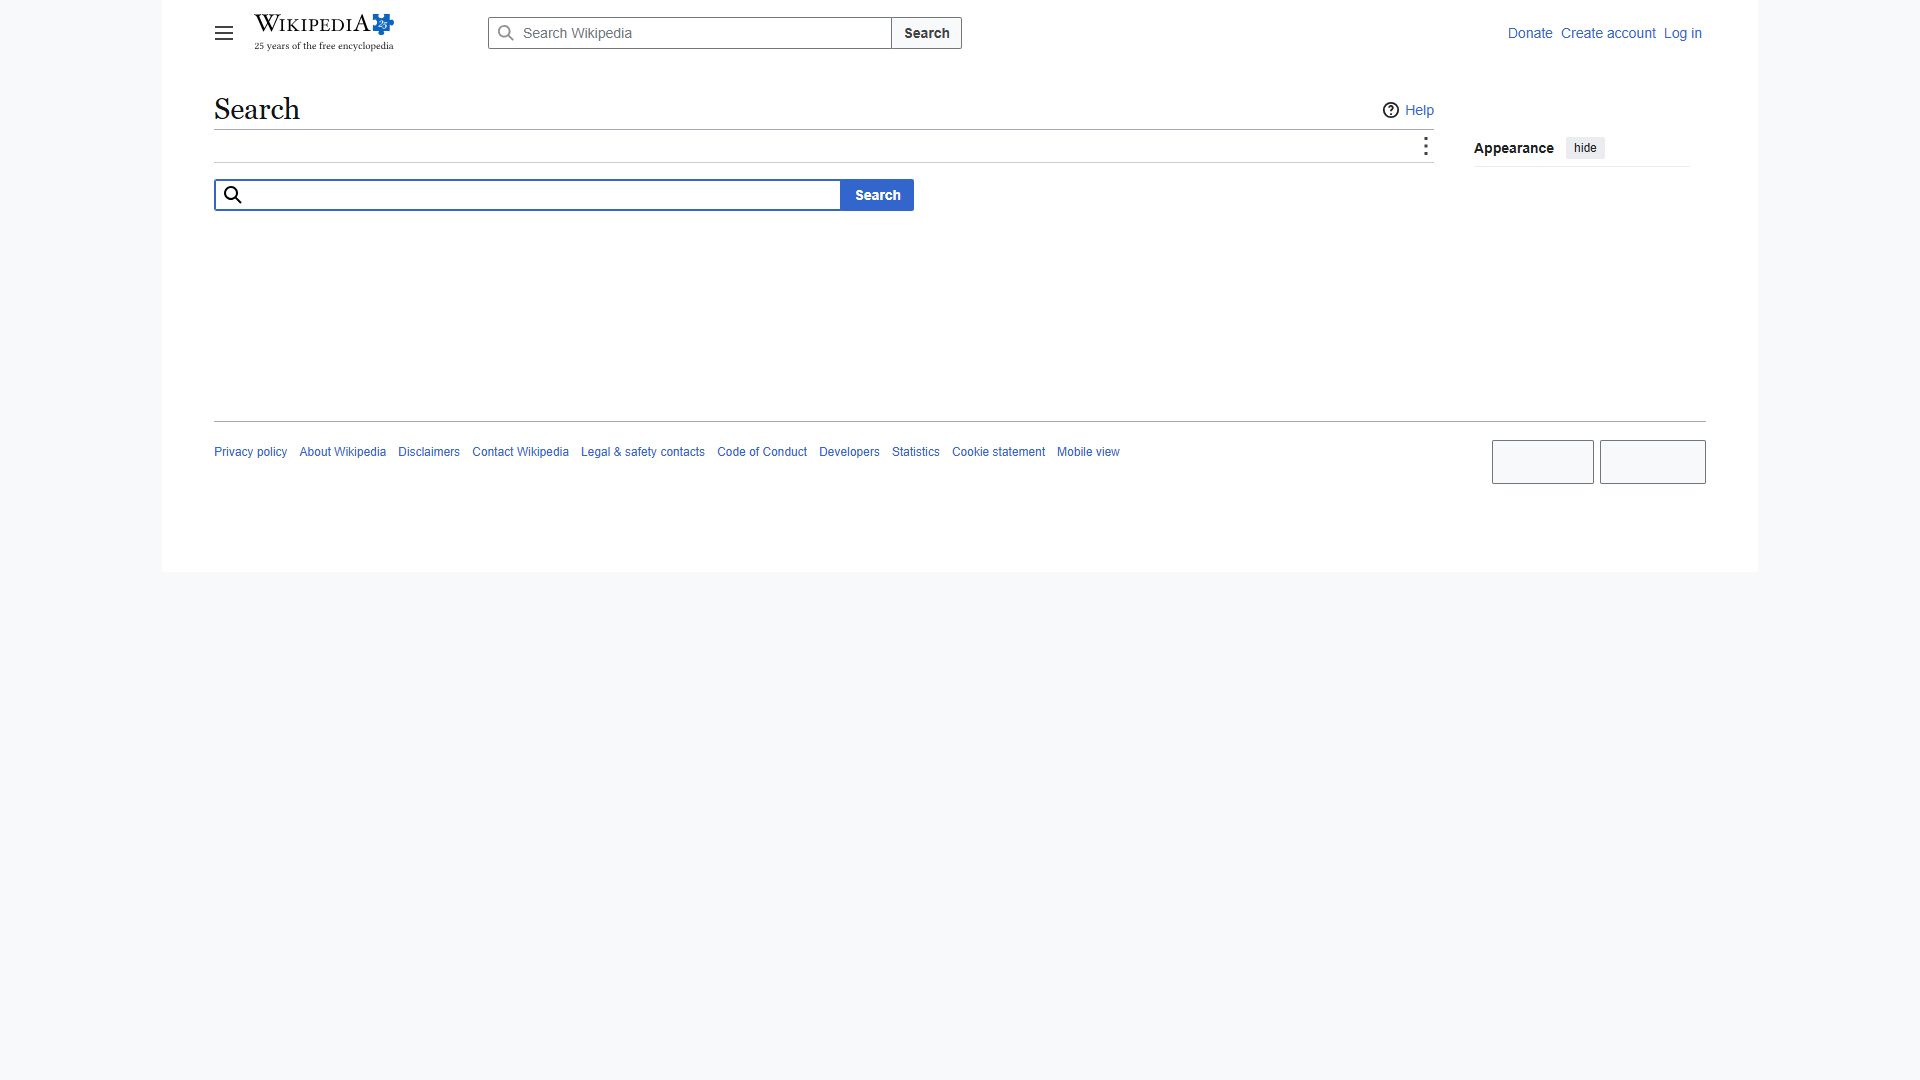 WIKIPEDIA 25
25 years of the free encyclopedia
Search Wikipedia
Search
Donate Create account Log in
Search
Help
Appearance hide
Search
Privacy policy About Wikipedia Disclaimers Contact Wikipedia Legal & safety contacts Code of Conduct Developers Statistics Cookie statement Mobile view